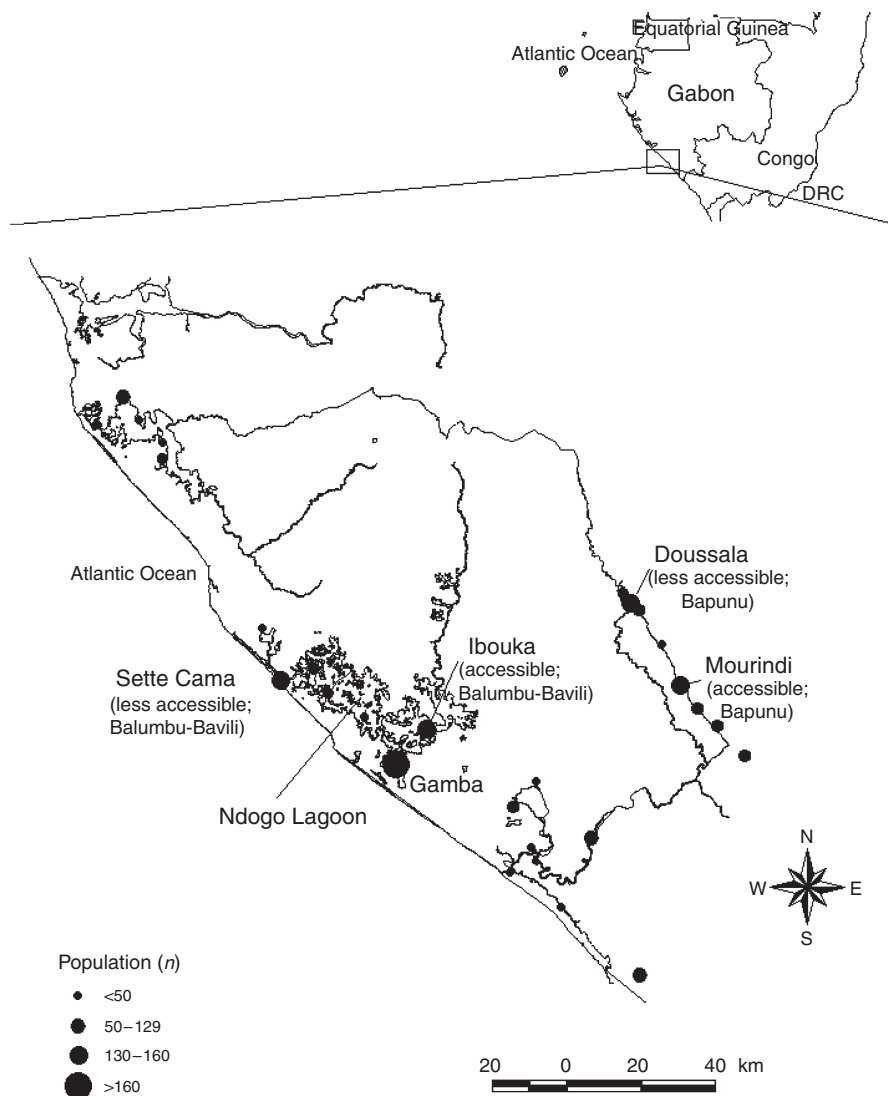 Equatorial Guinea
Atlantic Ocean
Gabon
Congo
DRC
Atlantic Ocean
Doussala
(less accessible;
Bapunu)
Ibouka
(accessible;
Balumbu-Bavili)
Mourindi
(accessible;
Bapunu)
Sette Cama
(less accessible;
Balumbu-Bavili)
Gamba
Ndogo Lagoon
N
W E
S
Population (n)
<50
50–129
130–160
>160
20 0 20 40 km